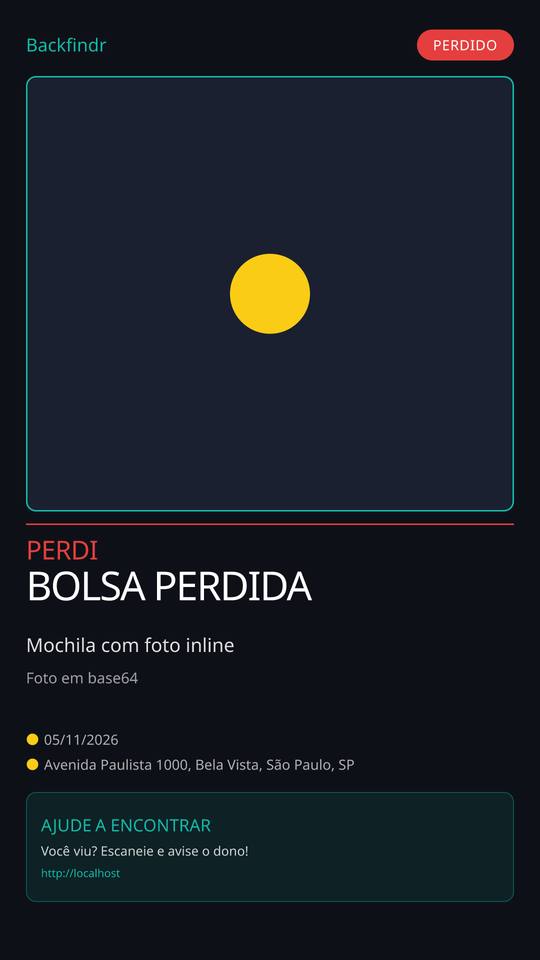 Backfindr
PERDIDO
PERDI
BOLSA PERDIDA
Mochila com foto inline
Foto em base64
05/11/2026
Avenida Paulista 1000, Bela Vista, São Paulo, SP
AJUDE A ENCONTRAR
Você viu? Escaneie e avise o dono!
http://localhost